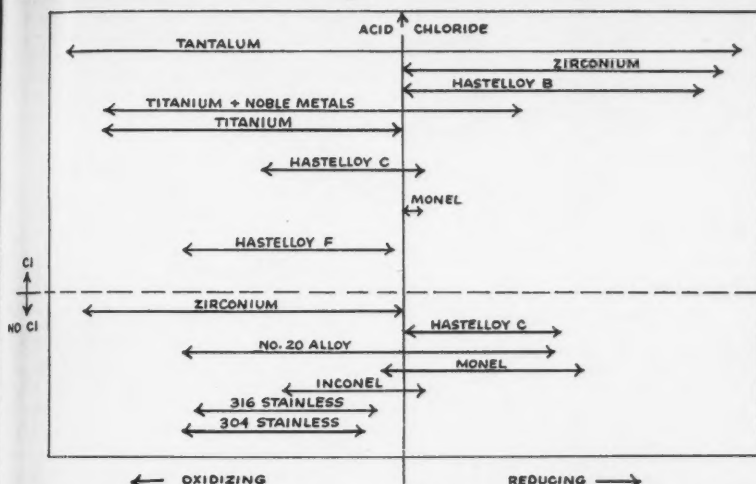 ACID CHLORIDE
TANTALUM
ZIRCONIUM
HASTELLOY B
TITANIUM + NOBLE METALS
TITANIUM
HASTELLOY C
MONEL
HASTELLOY F
Cl
NO Cl
ZIRCONIUM
HASTELLOY C
NO. 20 ALLOY
MONEL
INCONEL
316 STAINLESS
304 STAINLESS
OXIDIZING REDUCING